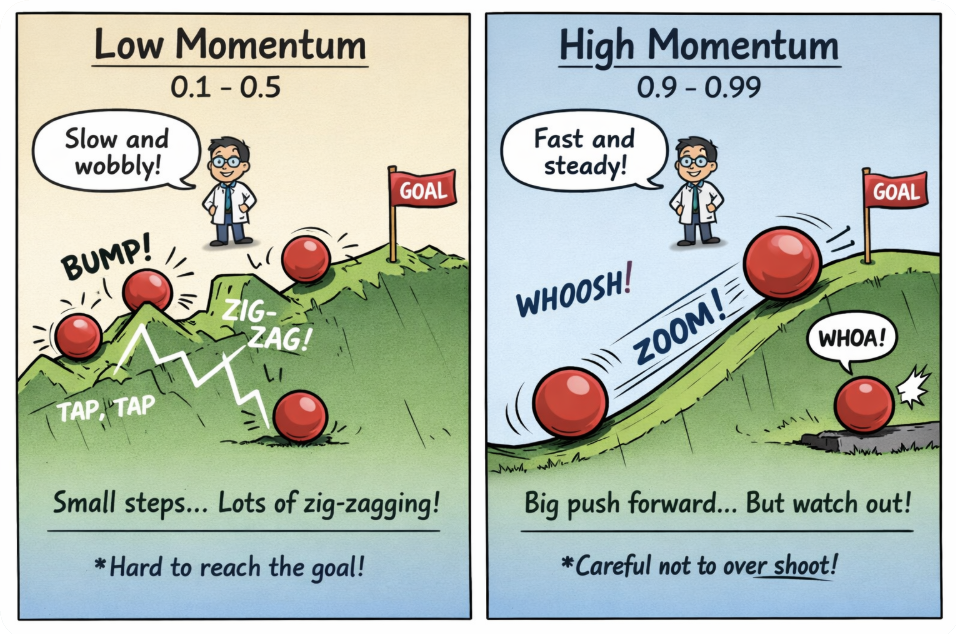 Low Momentum
0.1 - 0.5
Slow and
wobbly!
GOAL
BUMP!
ZIG-
ZAG!
TAP, TAP
Small steps... Lots of zig-zagging!
*Hard to reach the goal!
High Momentum
0.9 - 0.99
Fast and
steady!
GOAL
WHOOSH!
ZOOM!
WHOA!
Big push forward... But watch out!
*Careful not to over shoot!